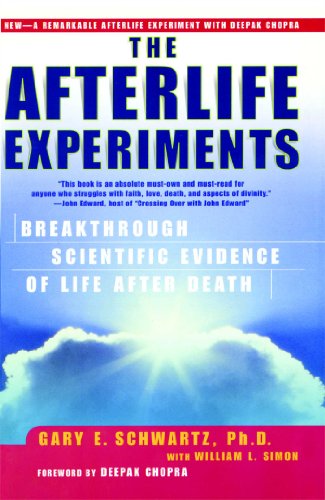 NEW—A REMARKABLE AFTERLIFE EXPERIMENT WITH DEEPAK CHOPRA
THE
AFTERLIFE
EXPERIMENTS
"This book is an absolute must-own and must-read for
anyone who struggles with faith, love, death, and aspects of divinity."
—John Edward, host of "Crossing Over with John Edward"
BREAKTHROUGH
SCIENTIFIC EVIDENCE
OF LIFE AFTER DEATH
GARY E. SCHWARTZ, Ph.D.
WITH WILLIAM L. SIMON
FOREWORD BY DEEPAK CHOPRA